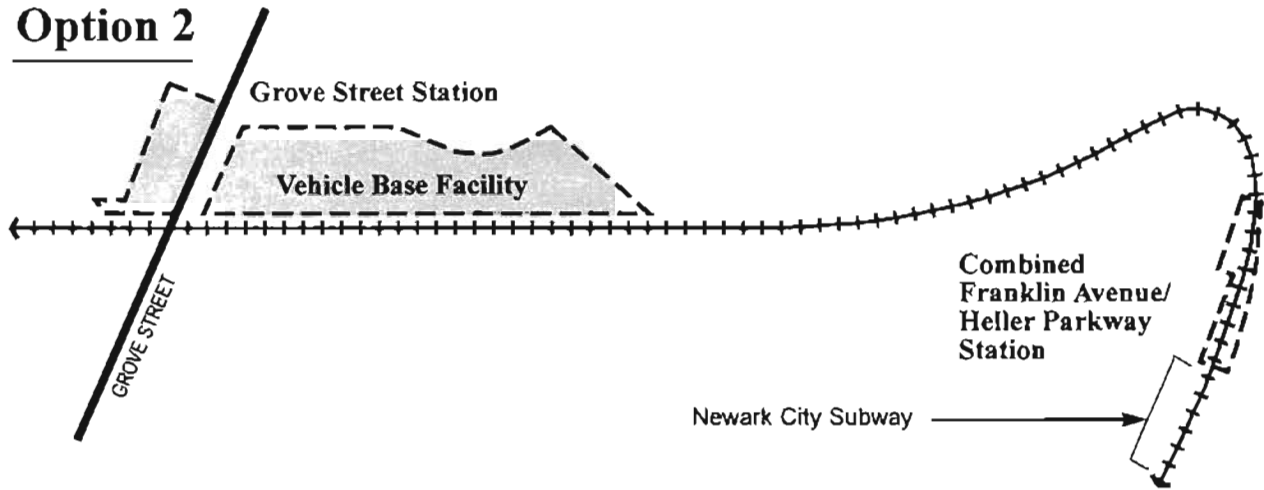 Option 2
Grove Street Station
Vehicle Base Facility
GROVE STREET
Combined
Franklin Avenue/
Heller Parkway
Station
Newark City Subway